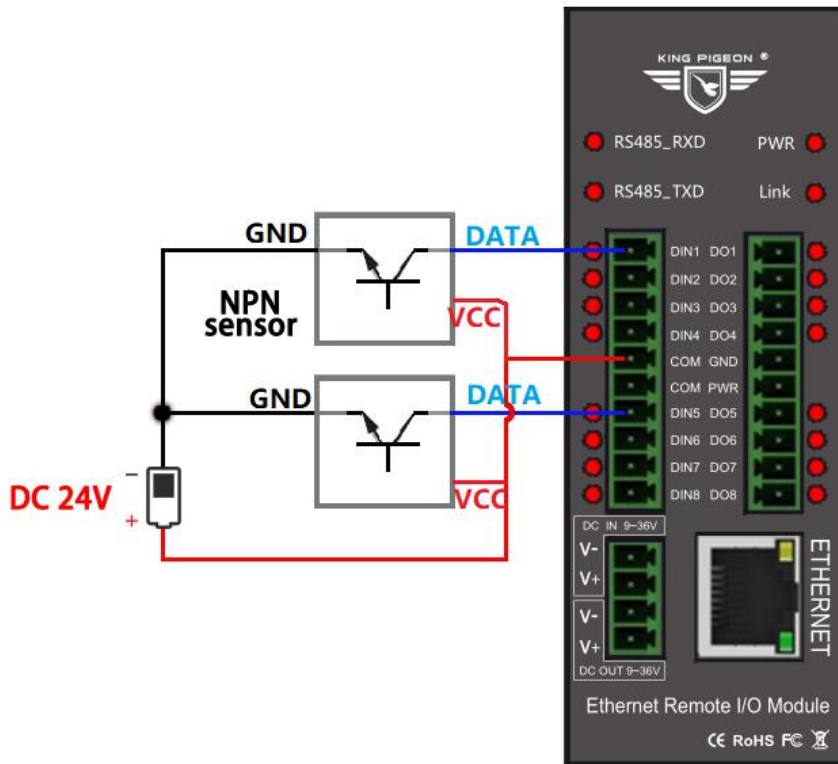 KING PIGEON ®
RS485_RXD PWR
RS485_TXD Link
GND DATA DIN1 DO1
DIN2 DO2
NPN
sensor
VCC
DIN3 DO3
DIN4 DO4
COM GND
COM PWR
GND DATA DIN5 DO5
DIN6 DO6
DIN7 DO7
VCC
DIN8 DO8
−
DC 24V
+
DC IN 9~36V
V-
V+
V-
V+
DC OUT 9~36V
ETHERNET
Ethernet Remote I/O Module
CE RoHS FC